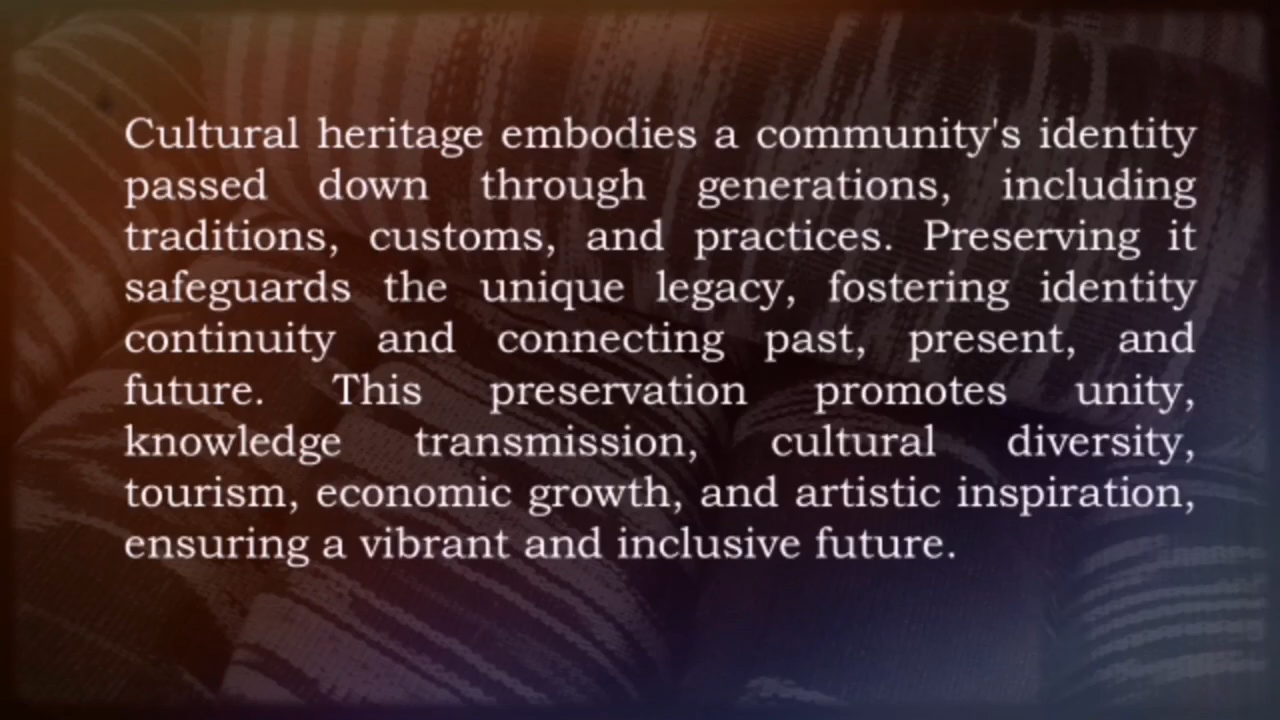 Cultural heritage embodies a community's identity
passed down through generations, including
traditions, customs, and practices. Preserving it
safeguards the unique legacy, fostering identity
continuity and connecting past, present, and
future. This preservation promotes unity,
knowledge transmission, cultural diversity,
tourism, economic growth, and artistic inspiration,
ensuring a vibrant and inclusive future.